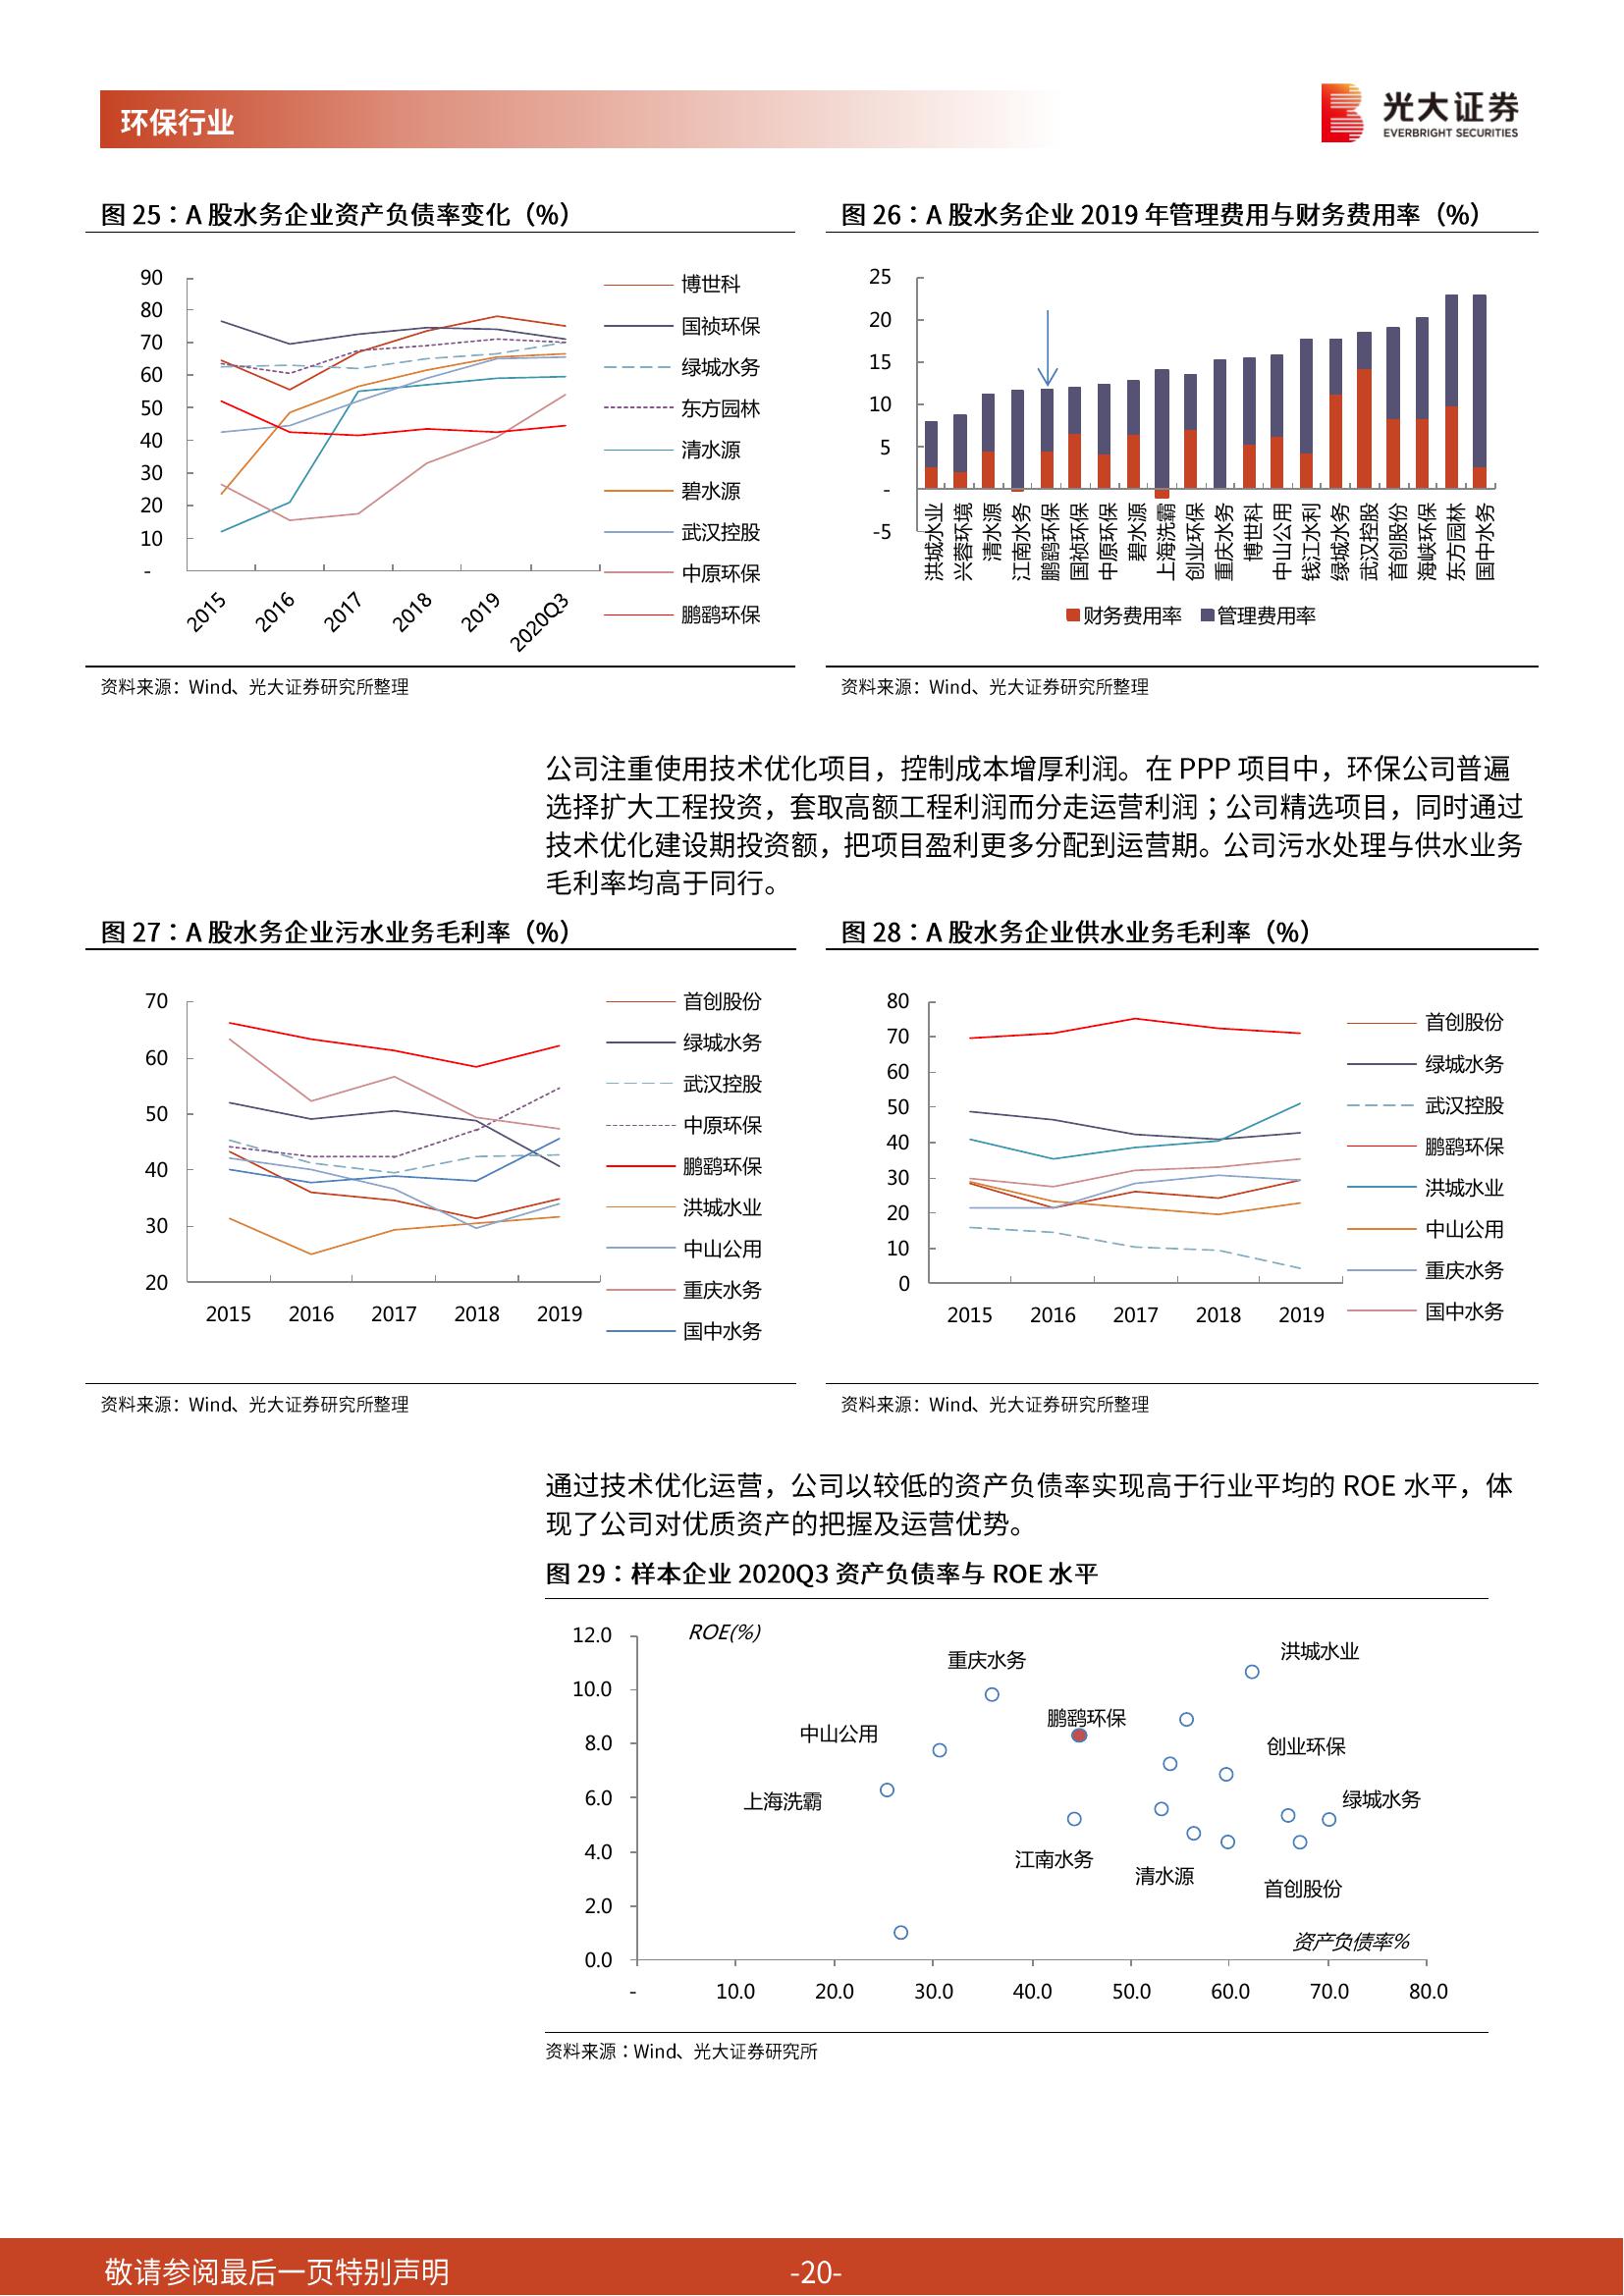 环保行业
光大证券
EVERBRIGHT SECURITIES
图 25：A 股水务企业资产负债率变化（%）
90
80
70
60
50
40
30
20
10
-
2015
2016
2017
2018
2019
2020Q3
博世科
国祯环保
绿城水务
东方园林
清水源
碧水源
武汉控股
中原环保
鹏鹞环保
资料来源：Wind、光大证券研究所整理
图 26：A 股水务企业 2019 年管理费用与财务费用率（%）
25
20
15
10
5
-
-5
洪城水业
兴蓉环境
清水源
江南水务
鹏鹞环保
国祯环保
中原环保
碧水源
上海洗霸
创业环保
重庆水务
博世科
中山公用
钱江水利
绿城水务
武汉控股
首创股份
海峡环保
东方园林
国中水务
财务费用率
管理费用率
资料来源：Wind、光大证券研究所整理
公司注重使用技术优化项目，控制成本增厚利润。在 PPP 项目中，环保公司普遍
选择扩大工程投资，套取高额工程利润而分走运营利润；公司精选项目，同时通过
技术优化建设期投资额，把项目盈利更多分配到运营期。公司污水处理与供水业务
毛利率均高于同行。
图 27：A 股水务企业污水业务毛利率（%）
70
60
50
40
30
20
2015
2016
2017
2018
2019
首创股份
绿城水务
武汉控股
中原环保
鹏鹞环保
洪城水业
中山公用
重庆水务
国中水务
资料来源：Wind、光大证券研究所整理
图 28：A 股水务企业供水业务毛利率（%）
80
70
60
50
40
30
20
10
0
2015
2016
2017
2018
2019
首创股份
绿城水务
武汉控股
鹏鹞环保
洪城水业
中山公用
重庆水务
国中水务
资料来源：Wind、光大证券研究所整理
通过技术优化运营，公司以较低的资产负债率实现高于行业平均的 ROE 水平，体
现了公司对优质资产的把握及运营优势。
图 29：样本企业 2020Q3 资产负债率与 ROE 水平
12.0
10.0
8.0
6.0
4.0
2.0
0.0
ROE(%)
重庆水务
洪城水业
鹏鹞环保
中山公用
创业环保
上海洗霸
绿城水务
江南水务
清水源
首创股份
资产负债率%
-
10.0
20.0
30.0
40.0
50.0
60.0
70.0
80.0
资料来源：Wind、光大证券研究所
敬请参阅最后一页特别声明
-20-